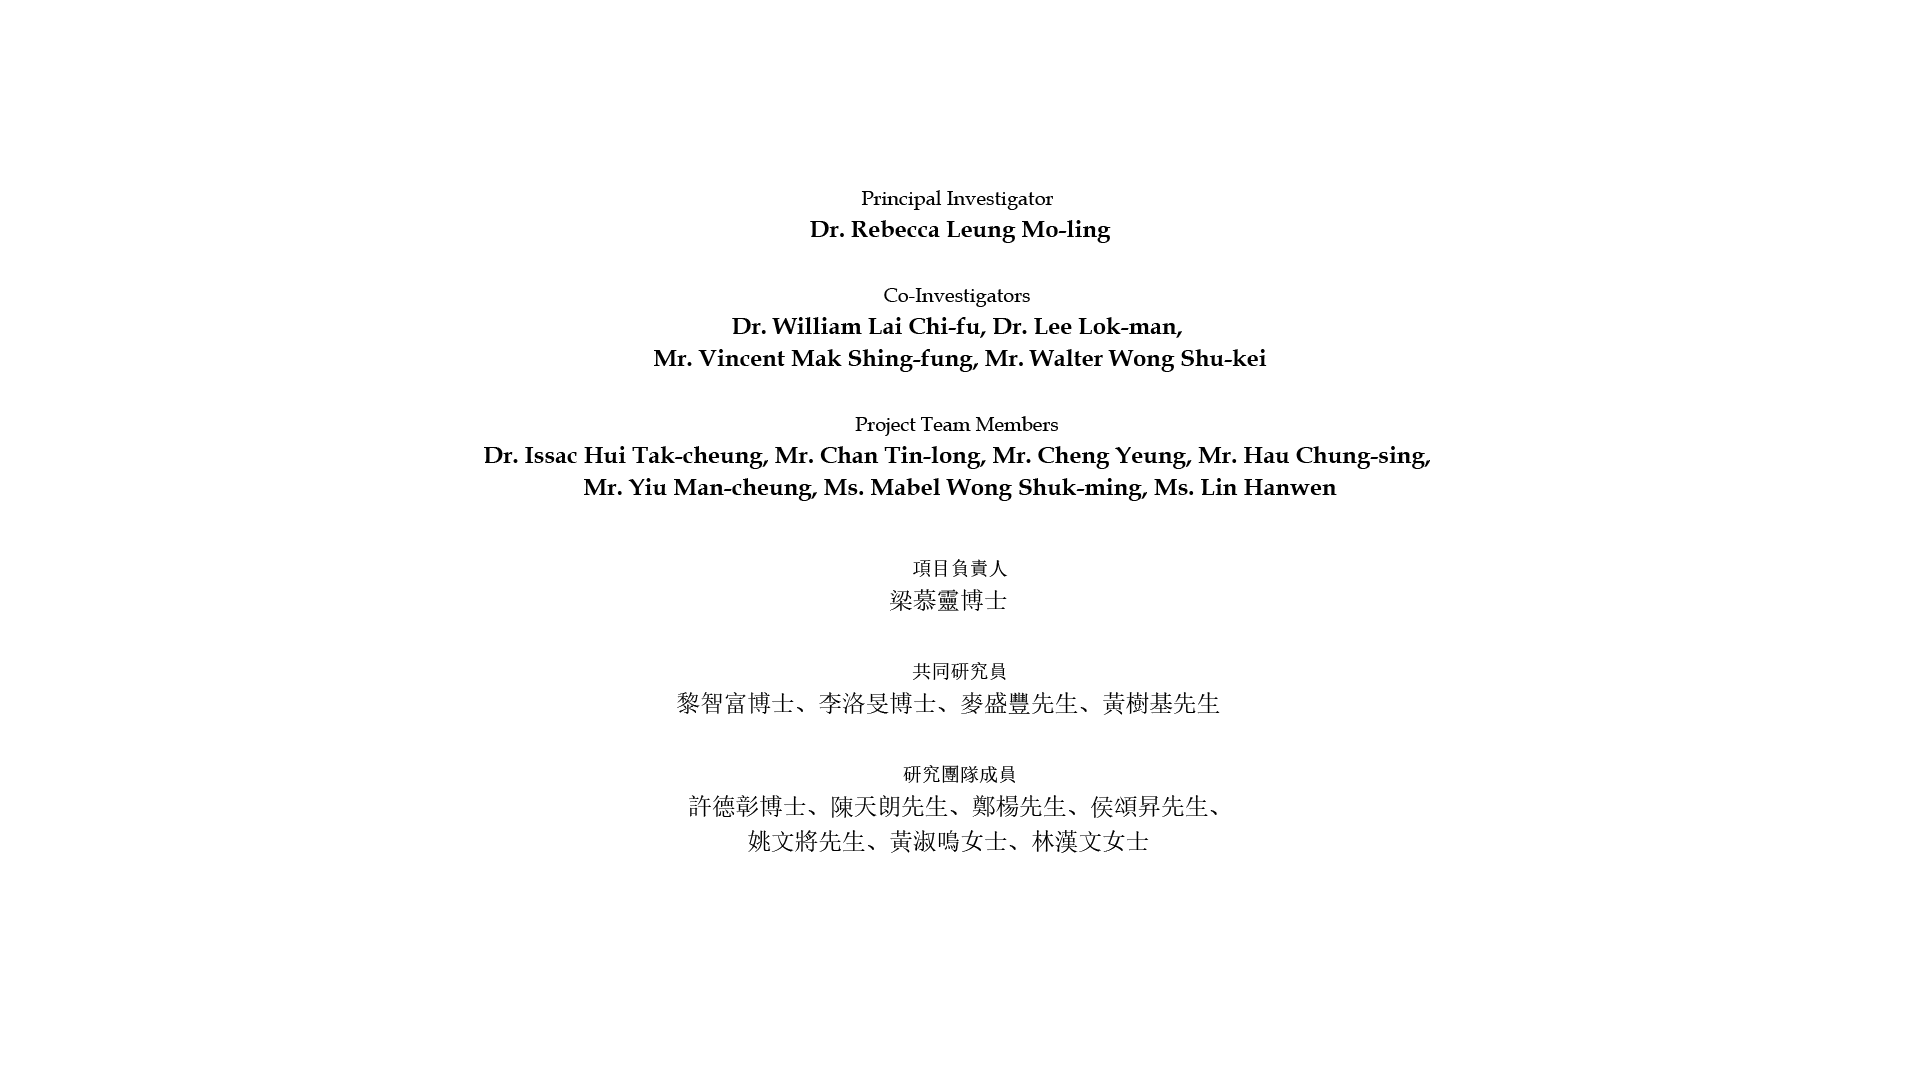 Principal Investigator
Dr. Rebecca Leung Mo-ling
Co-Investigators
Dr. William Lai Chi-fu, Dr. Lee Lok-man,
Mr. Vincent Mak Shing-fung, Mr. Walter Wong Shu-kei
Project Team Members
Dr. Issac Hui Tak-cheung, Mr. Chan Tin-long, Mr. Cheng Yeung, Mr. Hau Chung-sing,
Mr. Yiu Man-cheung, Ms. Mabel Wong Shuk-ming, Ms. Lin Hanwen
項目負責人
梁慕靈博士
共同研究員
黎智富博士、李洛旻博士、麥盛豐先生、黃樹基先生
研究團隊成員
許德彰博士、陳天朗先生、鄭楊先生、侯頌昇先生、
姚文將先生、黃淑鳴女士、林漢文女士